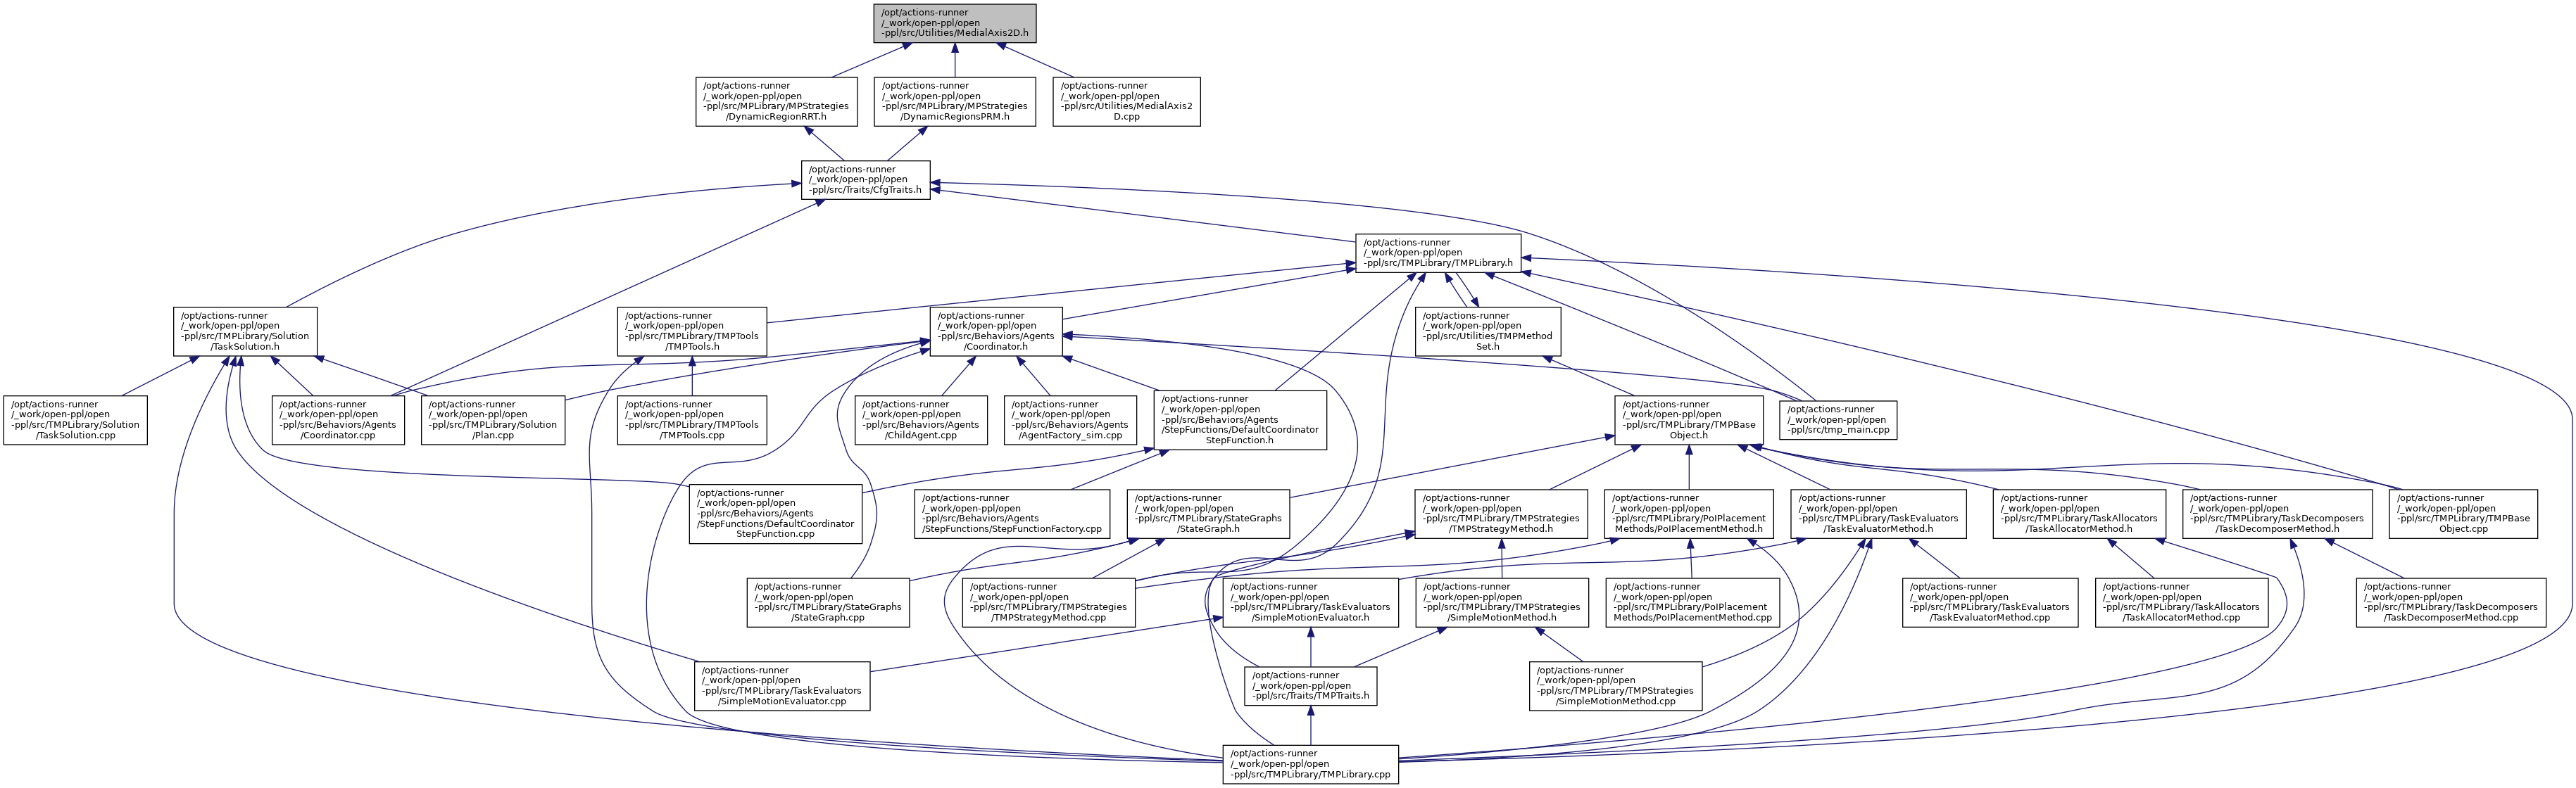 /opt/actions-runner
/_work/open-ppl/open
-ppl/src/Utilities/MedialAxis2D.h
/opt/actions-runner
/_work/open-ppl/open
-ppl/src/MPLibrary/MPStrategies
/DynamicRegionRRT.h
/opt/actions-runner
/_work/open-ppl/open
-ppl/src/MPLibrary/MPStrategies
/DynamicRegionsPRM.h
/opt/actions-runner
/_work/open-ppl/open
-ppl/src/Utilities/MedialAxis2
D.cpp
/opt/actions-runner
/_work/open-ppl/open
-ppl/src/Traits/CfgTraits.h
/opt/actions-runner
/_work/open-ppl/open
-ppl/src/TMPLibrary/TMPLibrary.h
/opt/actions-runner
/_work/open-ppl/open
-ppl/src/TMPLibrary/Solution
/TaskSolution.h
/opt/actions-runner
/_work/open-ppl/open
-ppl/src/TMPLibrary/TMPTools
/TMPTools.h
/opt/actions-runner
/_work/open-ppl/open
-ppl/src/Behaviors/Agents
/Coordinator.h
/opt/actions-runner
/_work/open-ppl/open
-ppl/src/Utilities/TMPMethod
Set.h
/opt/actions-runner
/_work/open-ppl/open
-ppl/src/TMPLibrary/Solution
/TaskSolution.cpp
/opt/actions-runner
/_work/open-ppl/open
-ppl/src/Behaviors/Agents
/Coordinator.cpp
/opt/actions-runner
/_work/open-ppl/open
-ppl/src/TMPLibrary/Solution
/Plan.cpp
/opt/actions-runner
/_work/open-ppl/open
-ppl/src/TMPLibrary/TMPTools
/TMPTools.cpp
/opt/actions-runner
/_work/open-ppl/open
-ppl/src/Behaviors/Agents
/ChildAgent.cpp
/opt/actions-runner
/_work/open-ppl/open
-ppl/src/Behaviors/Agents
/AgentFactory_sim.cpp
/opt/actions-runner
/_work/open-ppl/open
-ppl/src/Behaviors/Agents
/StepFunctions/DefaultCoordinator
StepFunction.h
/opt/actions-runner
/_work/open-ppl/open
-ppl/src/TMPLibrary/TMPBase
Object.h
/opt/actions-runner
/_work/open-ppl/open
-ppl/src/tmp_main.cpp
/opt/actions-runner
/_work/open-ppl/open
-ppl/src/Behaviors/Agents
/StepFunctions/DefaultCoordinator
StepFunction.cpp
/opt/actions-runner
/_work/open-ppl/open
-ppl/src/Behaviors/Agents
/StepFunctions/StepFunctionFactory.cpp
/opt/actions-runner
/_work/open-ppl/open
-ppl/src/TMPLibrary/StateGraphs
/StateGraph.h
/opt/actions-runner
/_work/open-ppl/open
-ppl/src/TMPLibrary/TMPStrategies
/TMPStrategyMethod.h
/opt/actions-runner
/_work/open-ppl/open
-ppl/src/TMPLibrary/PoIPlacement
Methods/PoIPlacementMethod.h
/opt/actions-runner
/_work/open-ppl/open
-ppl/src/TMPLibrary/TaskEvaluators
/TaskEvaluatorMethod.h
/opt/actions-runner
/_work/open-ppl/open
-ppl/src/TMPLibrary/TaskAllocators
/TaskAllocatorMethod.h
/opt/actions-runner
/_work/open-ppl/open
-ppl/src/TMPLibrary/TaskDecomposers
/TaskDecomposerMethod.h
/opt/actions-runner
/_work/open-ppl/open
-ppl/src/TMPLibrary/TMPBase
Object.cpp
/opt/actions-runner
/_work/open-ppl/open
-ppl/src/TMPLibrary/StateGraphs
/StateGraph.cpp
/opt/actions-runner
/_work/open-ppl/open
-ppl/src/TMPLibrary/TMPStrategies
/TMPStrategyMethod.cpp
/opt/actions-runner
/_work/open-ppl/open
-ppl/src/TMPLibrary/TaskEvaluators
/SimpleMotionEvaluator.h
/opt/actions-runner
/_work/open-ppl/open
-ppl/src/TMPLibrary/TMPStrategies
/SimpleMotionMethod.h
/opt/actions-runner
/_work/open-ppl/open
-ppl/src/TMPLibrary/PoIPlacement
Methods/PoIPlacementMethod.cpp
/opt/actions-runner
/_work/open-ppl/open
-ppl/src/TMPLibrary/TaskEvaluators
/TaskEvaluatorMethod.cpp
/opt/actions-runner
/_work/open-ppl/open
-ppl/src/TMPLibrary/TaskAllocators
/TaskAllocatorMethod.cpp
/opt/actions-runner
/_work/open-ppl/open
-ppl/src/TMPLibrary/TaskDecomposers
/TaskDecomposerMethod.cpp
/opt/actions-runner
/_work/open-ppl/open
-ppl/src/TMPLibrary/TaskEvaluators
/SimpleMotionEvaluator.cpp
/opt/actions-runner
/_work/open-ppl/open
-ppl/src/Traits/TMPTraits.h
/opt/actions-runner
/_work/open-ppl/open
-ppl/src/TMPLibrary/TMPStrategies
/SimpleMotionMethod.cpp
/opt/actions-runner
/_work/open-ppl/open
-ppl/src/TMPLibrary/TMPLibrary.cpp